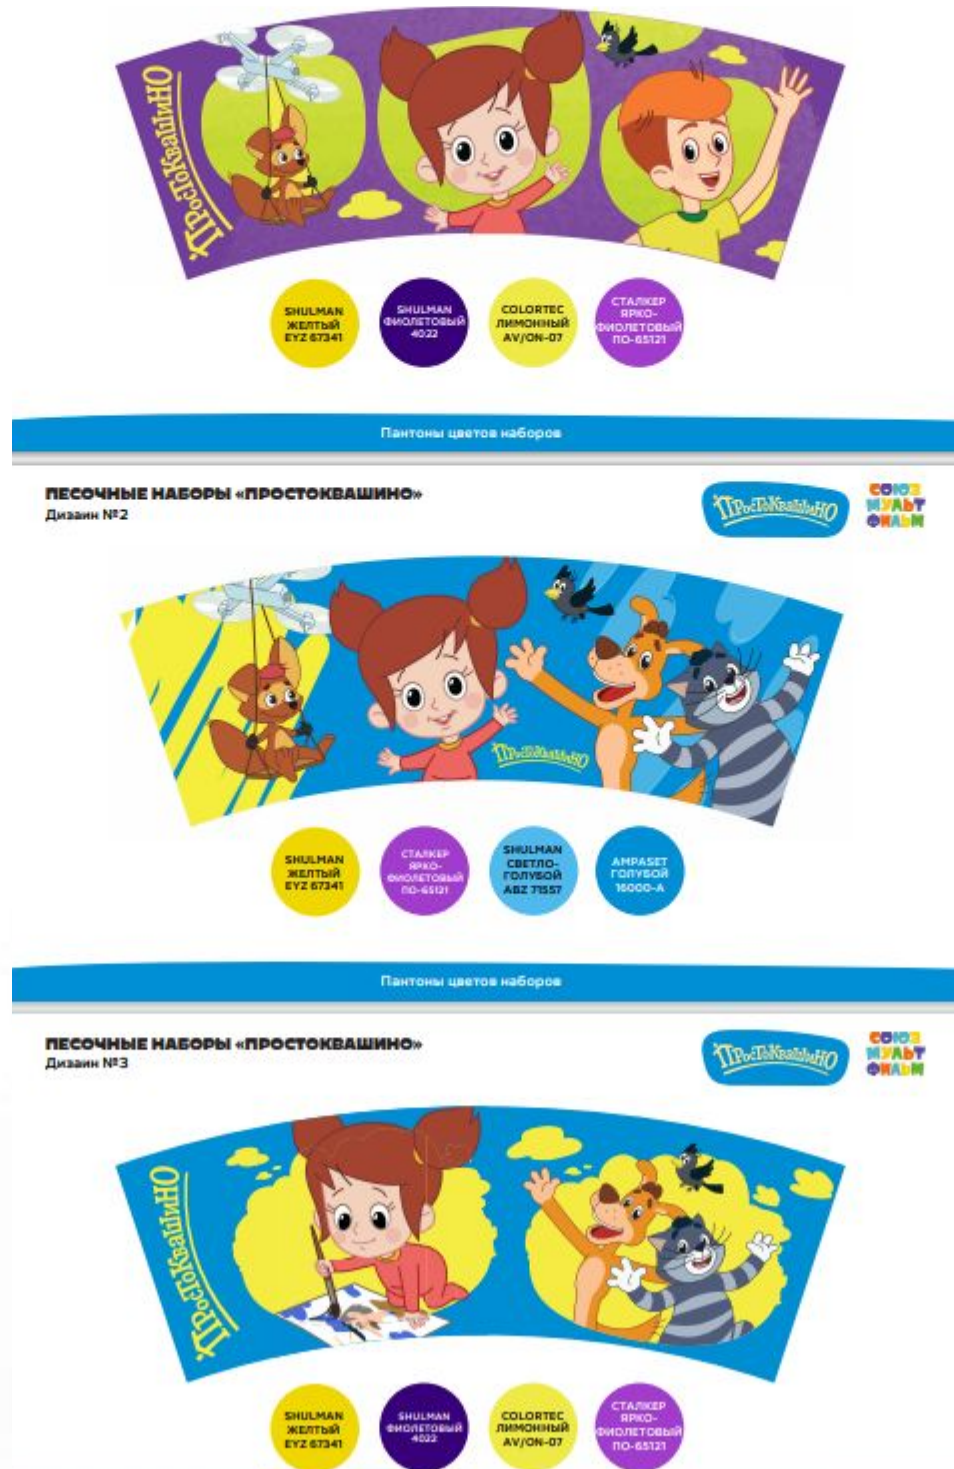 ПРОСТОКВАШИНО
SHULMAN
ЖЕЛТЫЙ
EYZ 67341
SHULMAN
ФИОЛЕТОВЫЙ
4022
COLORTEC
ЛИМОННЫЙ
AV/ON-07
СТАЛКЕР
ЯРКО-
ФИОЛЕТОВЫЙ
ПО-65121
Пантоны цветов наборов
ПЕСОЧНЫЕ НАБОРЫ «ПРОСТОКВАШИНО»
Дизайн №2
ПРОСТОКВАШИНО
СОЮЗ
МУЛЬТ
ФИЛЬМ
ПРОСТОКВАШИНО
SHULMAN
ЖЕЛТЫЙ
EYZ 67341
СТАЛКЕР
ЯРКО-
ФИОЛЕТОВЫЙ
ПО-65121
SHULMAN
СВЕТЛО-
ГОЛУБОЙ
ABZ 71557
AMPASET
ГОЛУБОЙ
16000-A
Пантоны цветов наборов
ПЕСОЧНЫЕ НАБОРЫ «ПРОСТОКВАШИНО»
Дизайн №3
ПРОСТОКВАШИНО
СОЮЗ
МУЛЬТ
ФИЛЬМ
ПРОСТОКВАШИНО
SHULMAN
ЖЕЛТЫЙ
EYZ 67341
SHULMAN
ФИОЛЕТОВЫЙ
4022
COLORTEC
ЛИМОННЫЙ
AV/ON-07
СТАЛКЕР
ЯРКО-
ФИОЛЕТОВЫЙ
ПО-65121